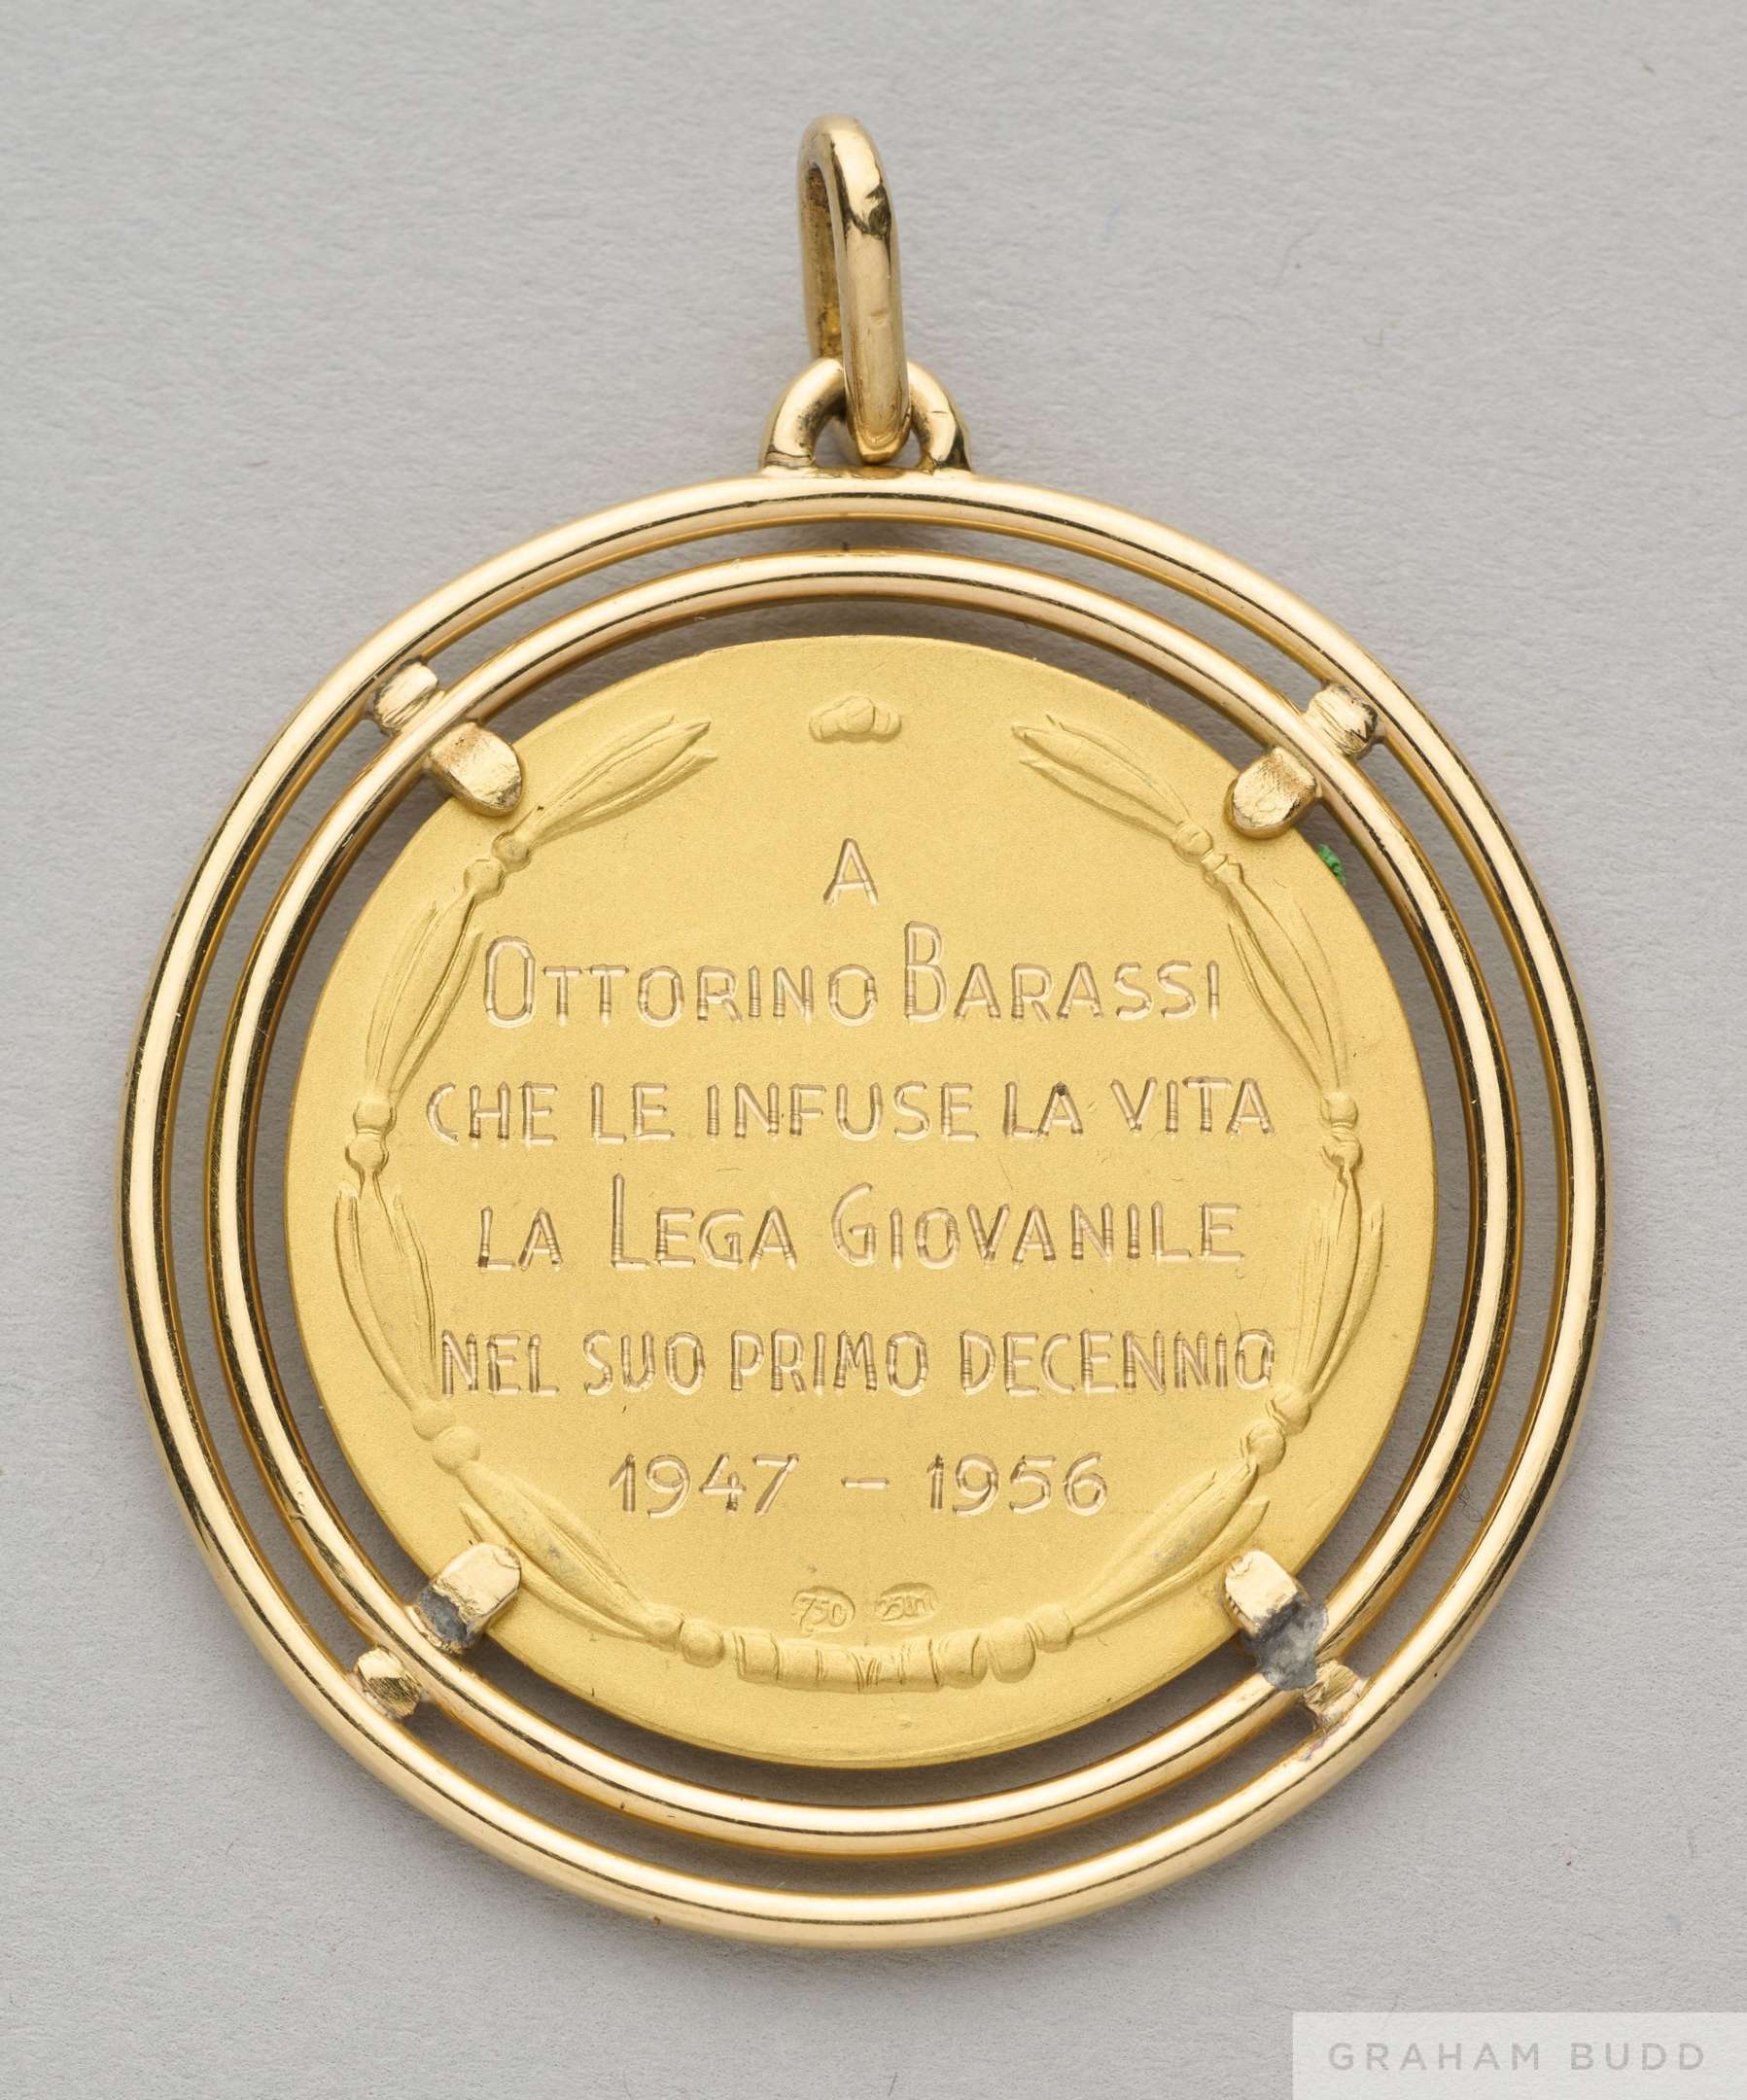 A
OTTORINO BARASSI
CHE LE INFUSE LA VITA
LA LEGA GIOVANILE
NEL SUO PRIMO DECENNIO
1947 – 1956
750
GRAHAM BUDD